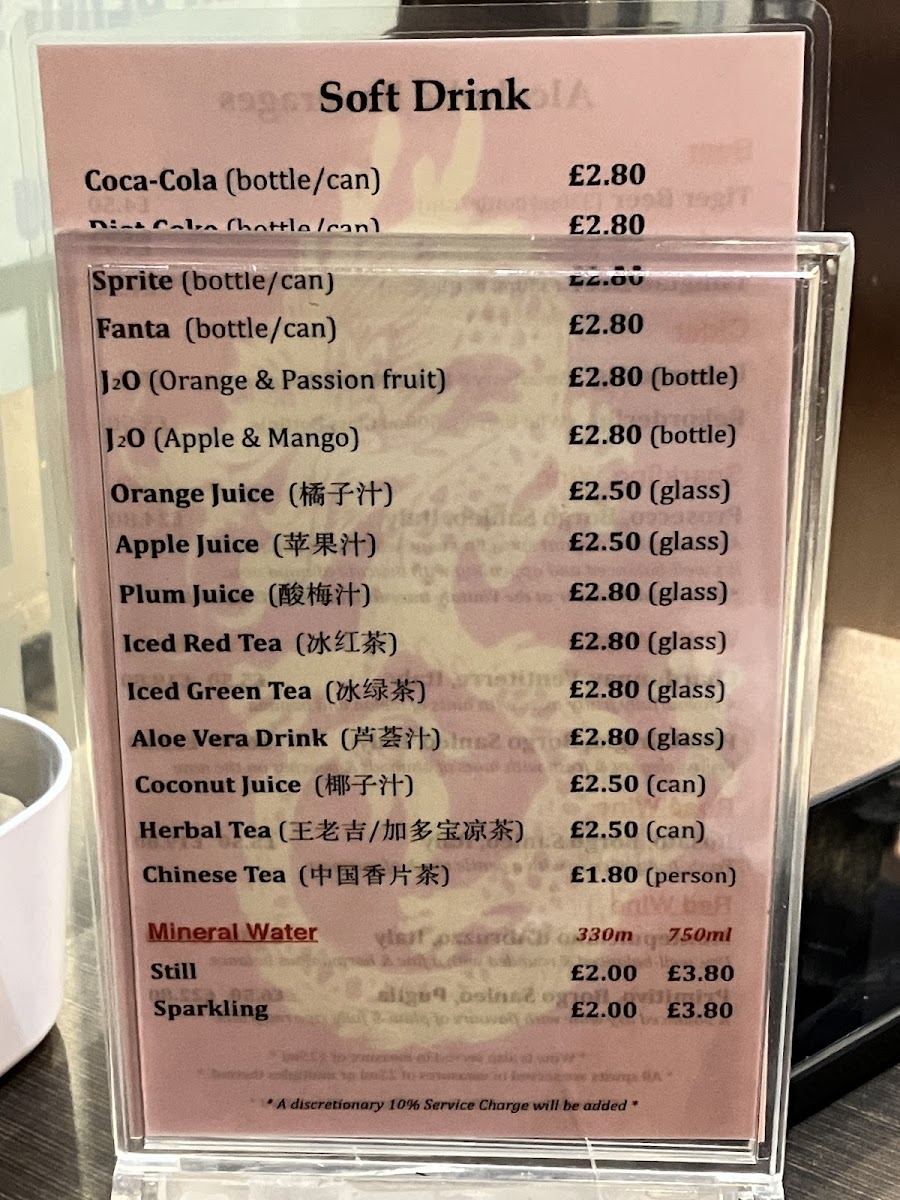 Soft Drink
Coca-Cola (bottle/can) £2.80
Diet Coke (bottle/can) £2.80
Sprite (bottle/can) £2.80
Fanta (bottle/can) £2.80
J₂O (Orange & Passion fruit) £2.80 (bottle)
J₂O (Apple & Mango) £2.80 (bottle)
Orange Juice (橘子汁) £2.50 (glass)
Apple Juice (苹果汁) £2.50 (glass)
Plum Juice (酸梅汁) £2.80 (glass)
Iced Red Tea (冰红茶) £2.80 (glass)
Iced Green Tea (冰绿茶) £2.80 (glass)
Aloe Vera Drink (芦荟汁) £2.80 (glass)
Coconut Juice (椰子汁) £2.50 (can)
Herbal Tea (王老吉/加多宝凉茶) £2.50 (can)
Chinese Tea (中国香片茶) £1.80 (person)
Mineral Water 330m 750ml
Still £2.00 £3.80
Sparkling £2.00 £3.80
* A discretionary 10% Service Charge will be added *